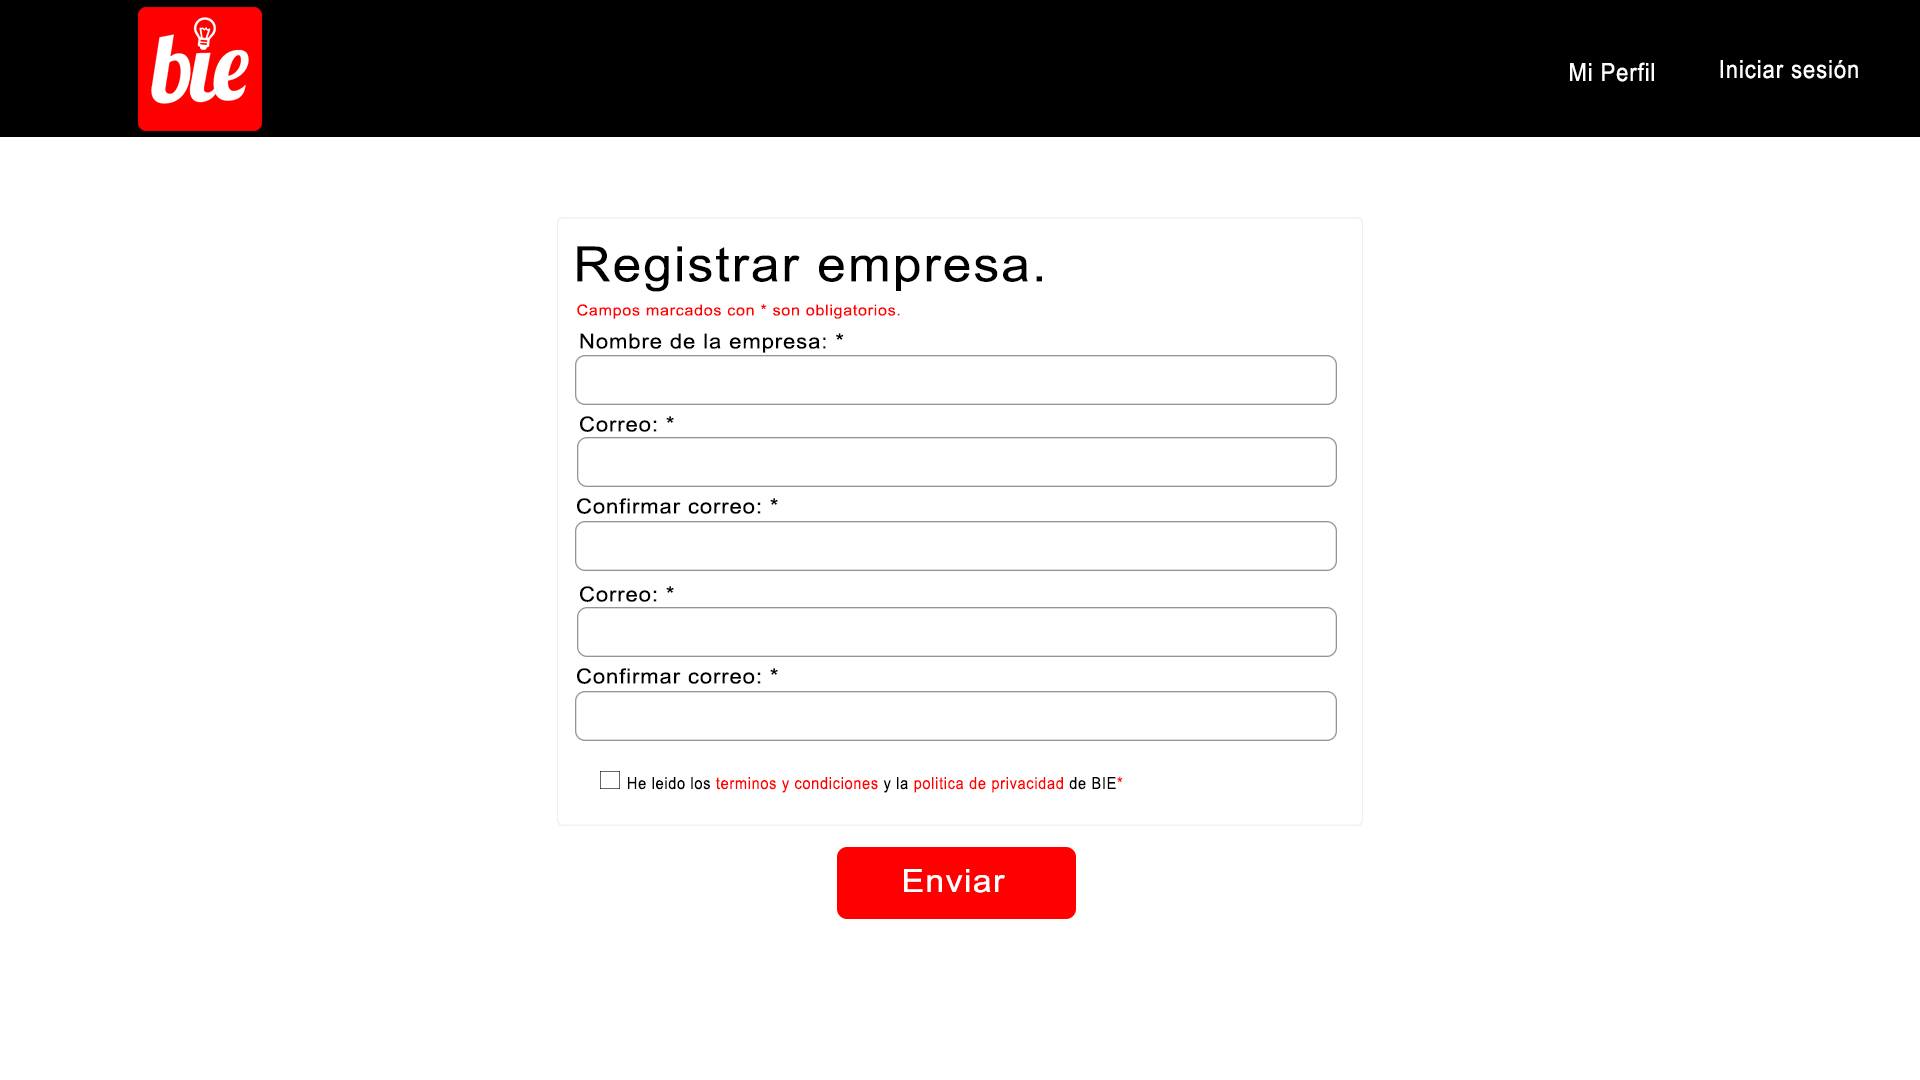 bie
Mi Perfil
Iniciar sesión
Registrar empresa.
Campos marcados con * son obligatorios.
Nombre de la empresa: *
Correo: *
Confirmar correo: *
Correo: *
Confirmar correo: *
He leido los terminos y condiciones y la politica de privacidad de BIE*
Enviar